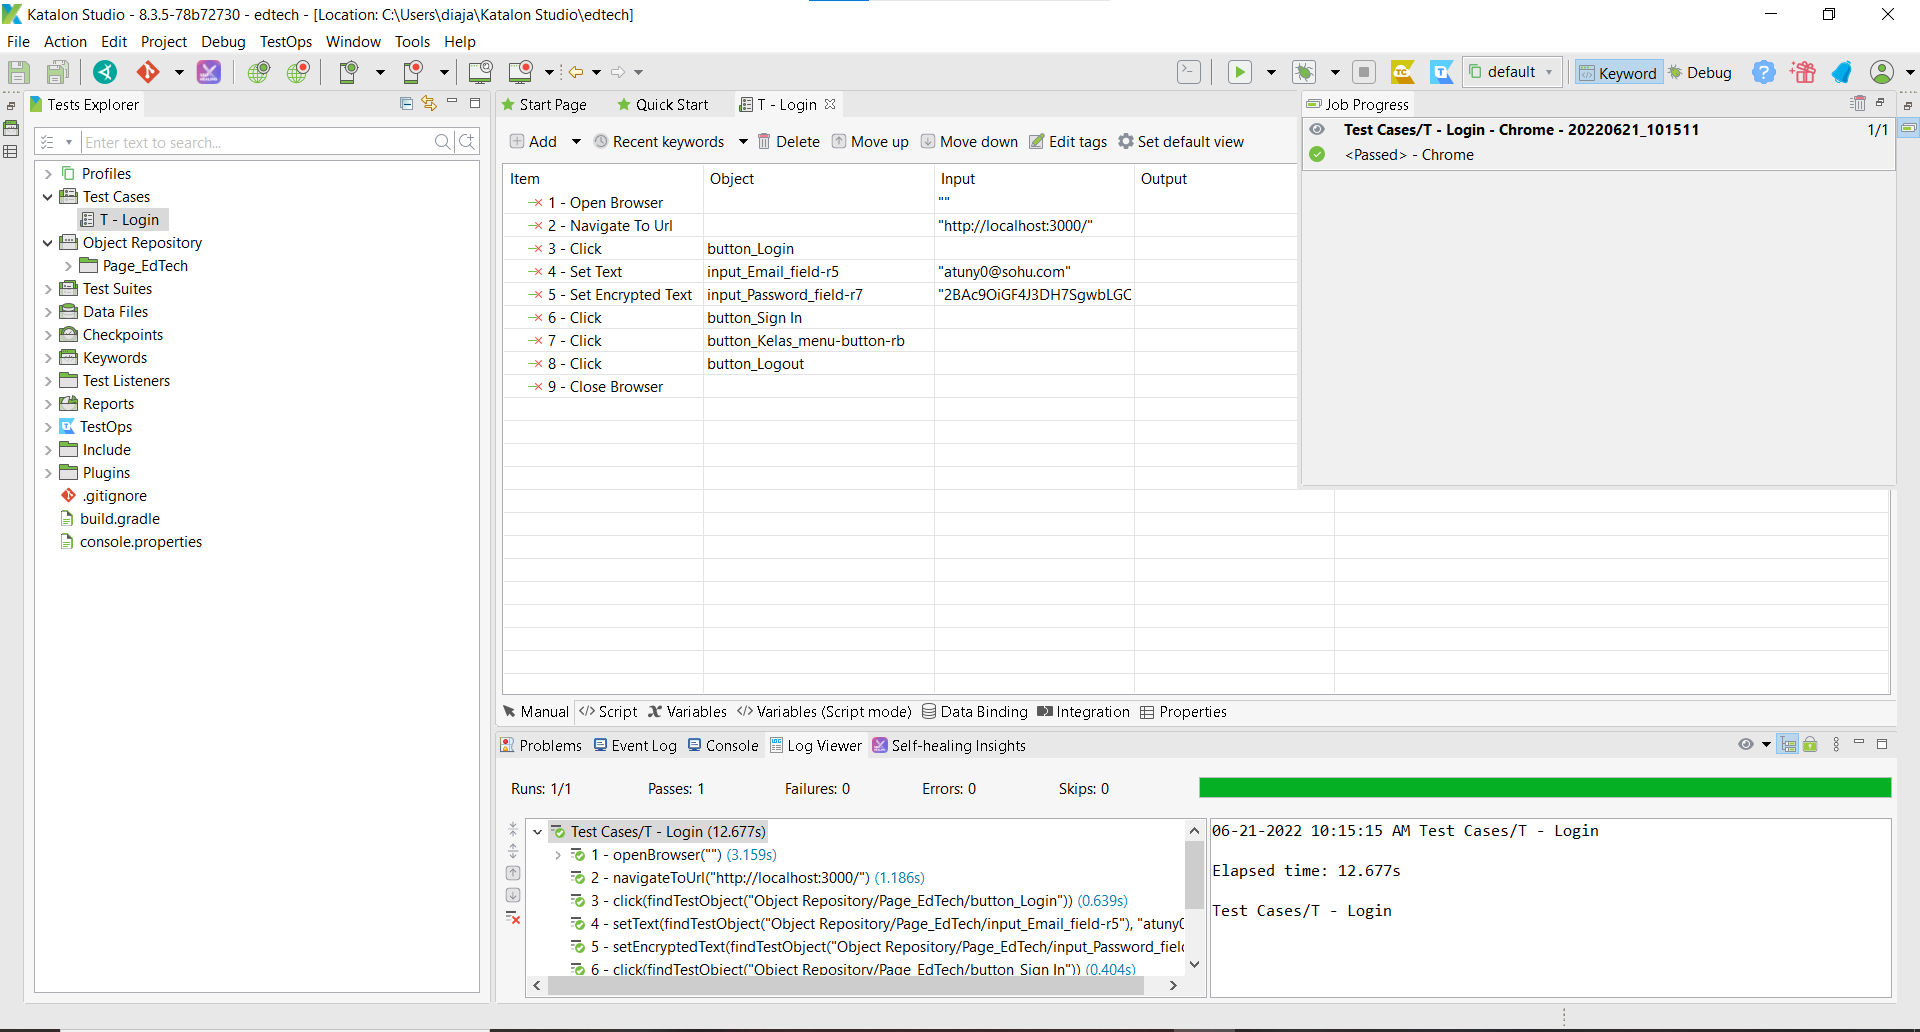 Katalon Studio - 8.3.5-78b72730 - edtech - [Location: C:\Users\diaja\Katalon Studio\edtech]
File Action Edit Project Debug TestOps Window Tools Help
default
Keyword
Debug
Tests Explorer
Enter text to search...
Profiles
Test Cases
T - Login
Object Repository
Page_EdTech
Test Suites
Data Files
Checkpoints
Keywords
Test Listeners
Reports
TestOps
Include
Plugins
.gitignore
build.gradle
console.properties
Start Page Quick Start T - Login
Add Recent keywords Delete Move up Move down Edit tags Set default view
Item Object Input Output
1 - Open Browser ""
2 - Navigate To Url "http://localhost:3000/"
3 - Click button_Login
4 - Set Text input_Email_field-r5 "atuny0@sohu.com"
5 - Set Encrypted Text input_Password_field-r7 "2BAc9OiGF4J3DH7SgwbLGC
6 - Click button_Sign In
7 - Click button_Kelas_menu-button-rb
8 - Click button_Logout
9 - Close Browser
Job Progress
Test Cases/T - Login - Chrome - 20220621_101511 1/1
<Passed> - Chrome
Manual </> Script Variables </> Variables (Script mode) Data Binding Integration Properties
Problems Event Log Console Log Viewer Self-healing Insights
Runs: 1/1 Passes: 1 Failures: 0 Errors: 0 Skips: 0
Test Cases/T - Login (12.677s)
1 - openBrowser("") (3.159s)
2 - navigateToUrl("http://localhost:3000/") (1.186s)
3 - click(findTestObject("Object Repository/Page_EdTech/button_Login")) (0.639s)
4 - setText(findTestObject("Object Repository/Page_EdTech/input_Email_field-r5"), "atuny0
5 - setEncryptedText(findTestObject("Object Repository/Page_EdTech/input_Password_field
6 - click(findTestObject("Object Repository/Page_EdTech/button_Sign In")) (0.404s)
06-21-2022 10:15:15 AM Test Cases/T - Login
Elapsed time: 12.677s
Test Cases/T - Login